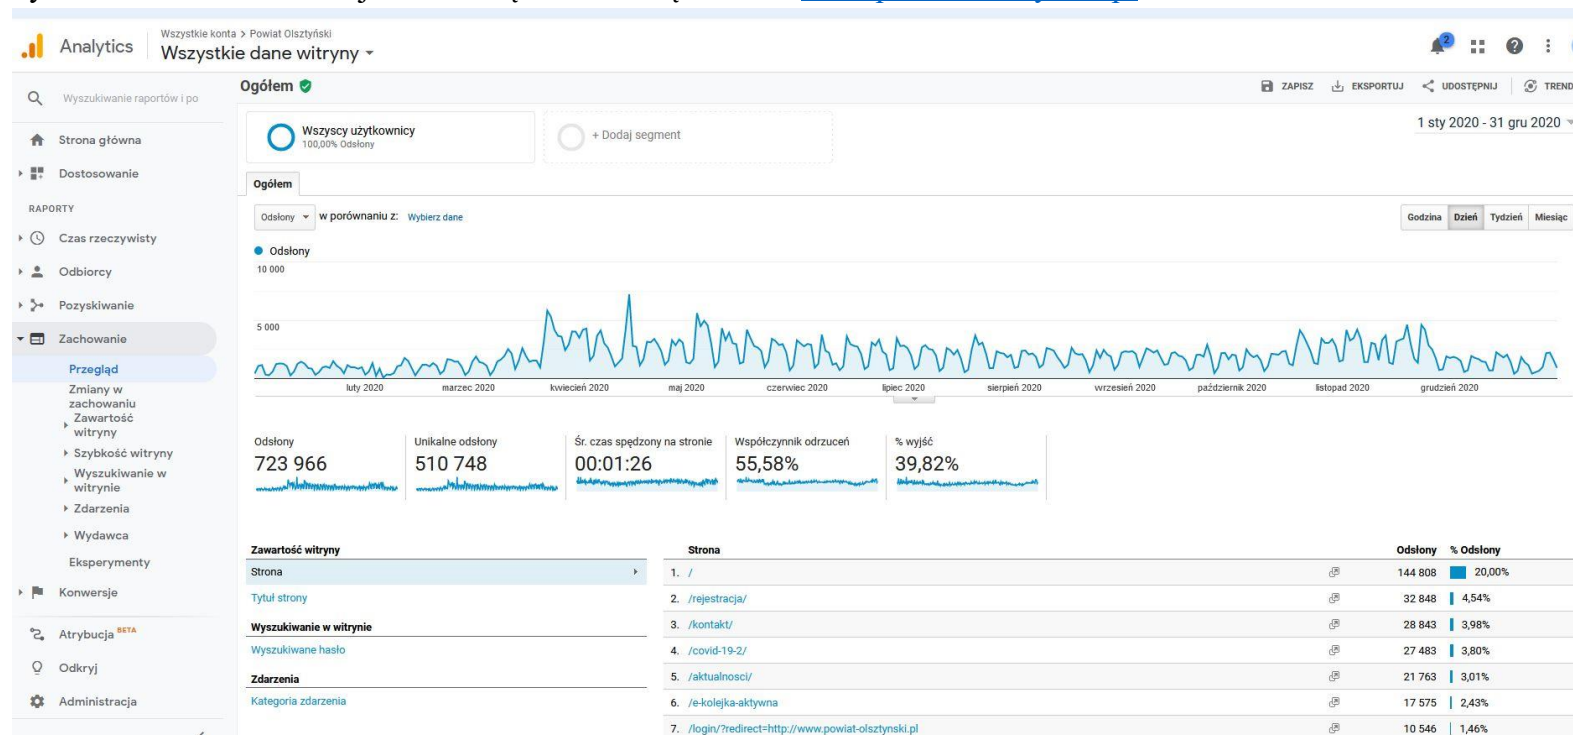 Analytics
Wszystkie konta > Powiat Olsztyński
Wszystkie dane witryny
2
Wyszukiwanie raportów i po
Strona główna
Dostosowanie
RAPORTY
Czas rzeczywisty
Odbiorcy
Pozyskiwanie
Zachowanie
Przegląd
Zmiany w
zachowaniu
Zawartość
witryny
Szybkość witryny
Wyszukiwanie w
witrynie
Zdarzenia
Wydawca
Eksperymenty
Konwersje
Atrybucja BETA
Odkryj
Administracja
Ogółem
ZAPISZ EKSPORTUJ UDOSTĘPNIJ TREND
Wszyscy użytkownicy
100,00% Odsłony
+ Dodaj segment
1 sty 2020 - 31 gru 2020
Ogółem
Odsłony w porównaniu z: Wybierz dane
Godzina Dzień Tydzień Miesiąc
Odsłony
10 000
5 000
luty 2020 marzec 2020 kwiecień 2020 maj 2020 czerwiec 2020 lipiec 2020 sierpień 2020 wrzesień 2020 październik 2020 listopad 2020 grudzień 2020
Odsłony
723 966
Unikalne odsłony
510 748
Śr. czas spędzony na stronie
00:01:26
Współczynnik odrzuceń
55,58%
% wyjść
39,82%
Zawartość witryny
Strona
Tytuł strony
Wyszukiwanie w witrynie
Wyszukiwane hasło
Zdarzenia
Kategoria zdarzenia
Strona Odsłony % Odsłony
1. / 144 808 20,00%
2. /rejestracja/ 32 848 4,54%
3. /kontakt/ 28 843 3,98%
4. /covid-19-2/ 27 483 3,80%
5. /aktualnosci/ 21 763 3,01%
6. /e-kolejka-aktywna 17 575 2,43%
7. /login/?redirect=http://www.powiat-olsztynski.pl 10 546 1,46%